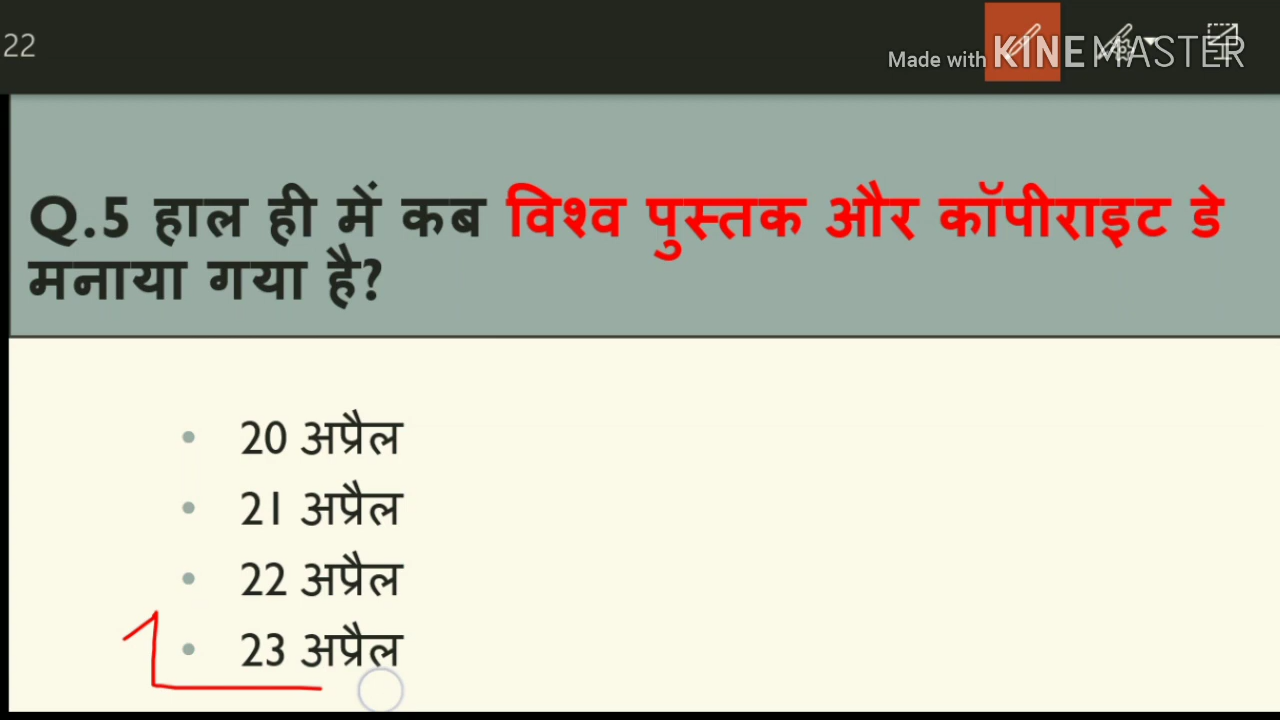 22
Made with KINEMASTER
Q.5 हाल ही में कब विश्व पुस्तक और कॉपीराइट डे
मनाया गया है?
• 20 अप्रैल
• 21 अप्रैल
• 22 अप्रैल
• 23 अप्रैल